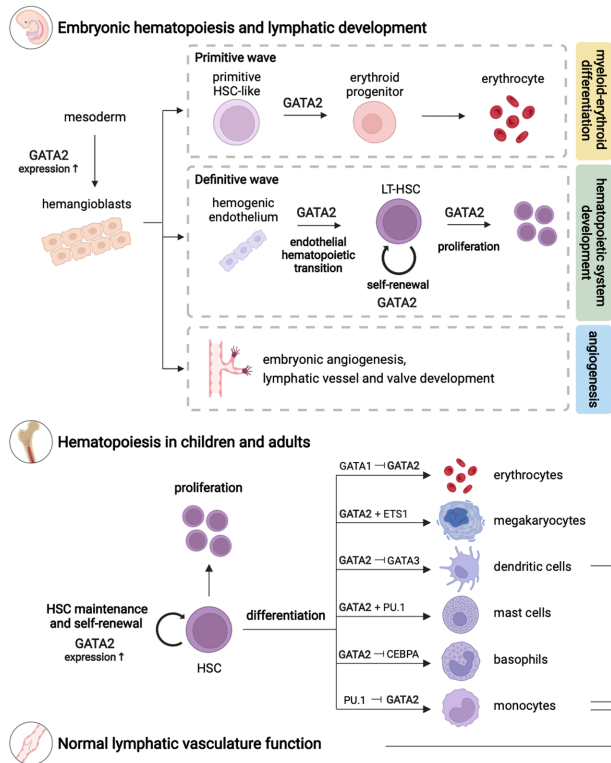 Embryonic hematopoiesis and lymphatic development
Primitive wave
primitive
HSC-like
GATA2
erythroid
progenitor
erythrocyte
myeloid-erythroid
differentiation
mesoderm
GATA2
expression ↑
hemangioblasts
Definitive wave
hemogenic
endothelium
GATA2
endothelial
hematopoietic
transition
LT-HSC
self-renewal
GATA2
GATA2
proliferation
hematopoietic system
development
embryonic angiogenesis,
lymphatic vessel and valve development
angiogenesis
Hematopoiesis in children and adults
proliferation
HSC maintenance
and self-renewal
GATA2
expression ↑
HSC
differentiation
GATA1 ⊣ GATA2
erythrocytes
GATA2 + ETS1
megakaryocytes
GATA2 ⊣ GATA3
dendritic cells
GATA2 + PU.1
mast cells
GATA2 ⊣ CEBPA
basophils
PU.1 ⊣ GATA2
monocytes
Normal lymphatic vasculature function